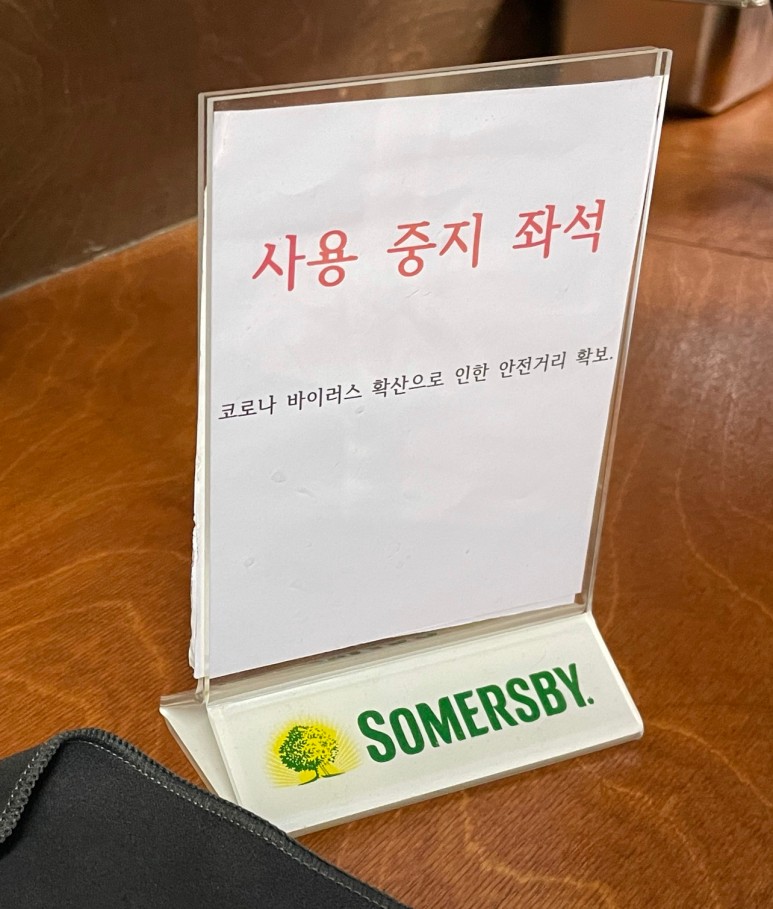 사용 중지 좌석
코로나 바이러스 확산으로 인한 안전거리 확보.
SOMERSBY.